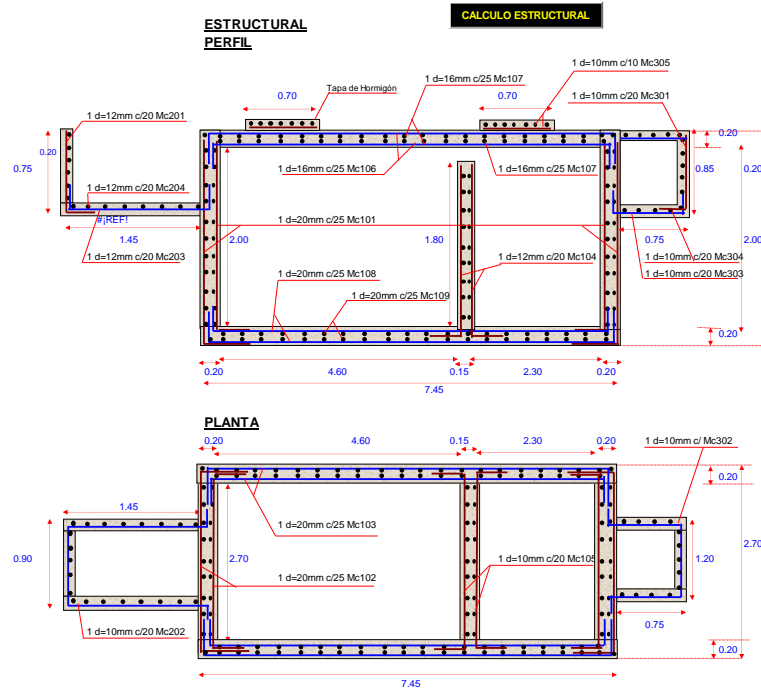 CALCULO ESTRUCTURAL
ESTRUCTURAL
PERFIL
1 d=10mm c/10 Mc305
1 d=16mm c/25 Mc107
0.70
Tapa de Hormigón
0.70
1 d=10mm c/20 Mc301
1 d=12mm c/20 Mc201
0.20
0.75
0.20
1 d=16mm c/25 Mc106
1 d=16mm c/25 Mc107
0.85
0.20
1 d=12mm c/20 Mc204
#¡REF!
1 d=20mm c/25 Mc101
1.45
2.00
1.80
0.75
2.00
1 d=12mm c/20 Mc203
1 d=12mm c/20 Mc104
1 d=10mm c/20 Mc304
1 d=20mm c/25 Mc108
1 d=10mm c/20 Mc303
1 d=20mm c/25 Mc109
0.20
0.20
4.60
0.15
2.30
0.20
7.45
PLANTA
0.20
4.60
0.15
2.30
0.20
1 d=10mm c/ Mc302
0.20
1.45
1 d=20mm c/25 Mc103
2.70
2.70
0.90
1.20
1 d=10mm c/20 Mc105
1 d=20mm c/25 Mc102
0.75
1 d=10mm c/20 Mc202
0.20
7.45